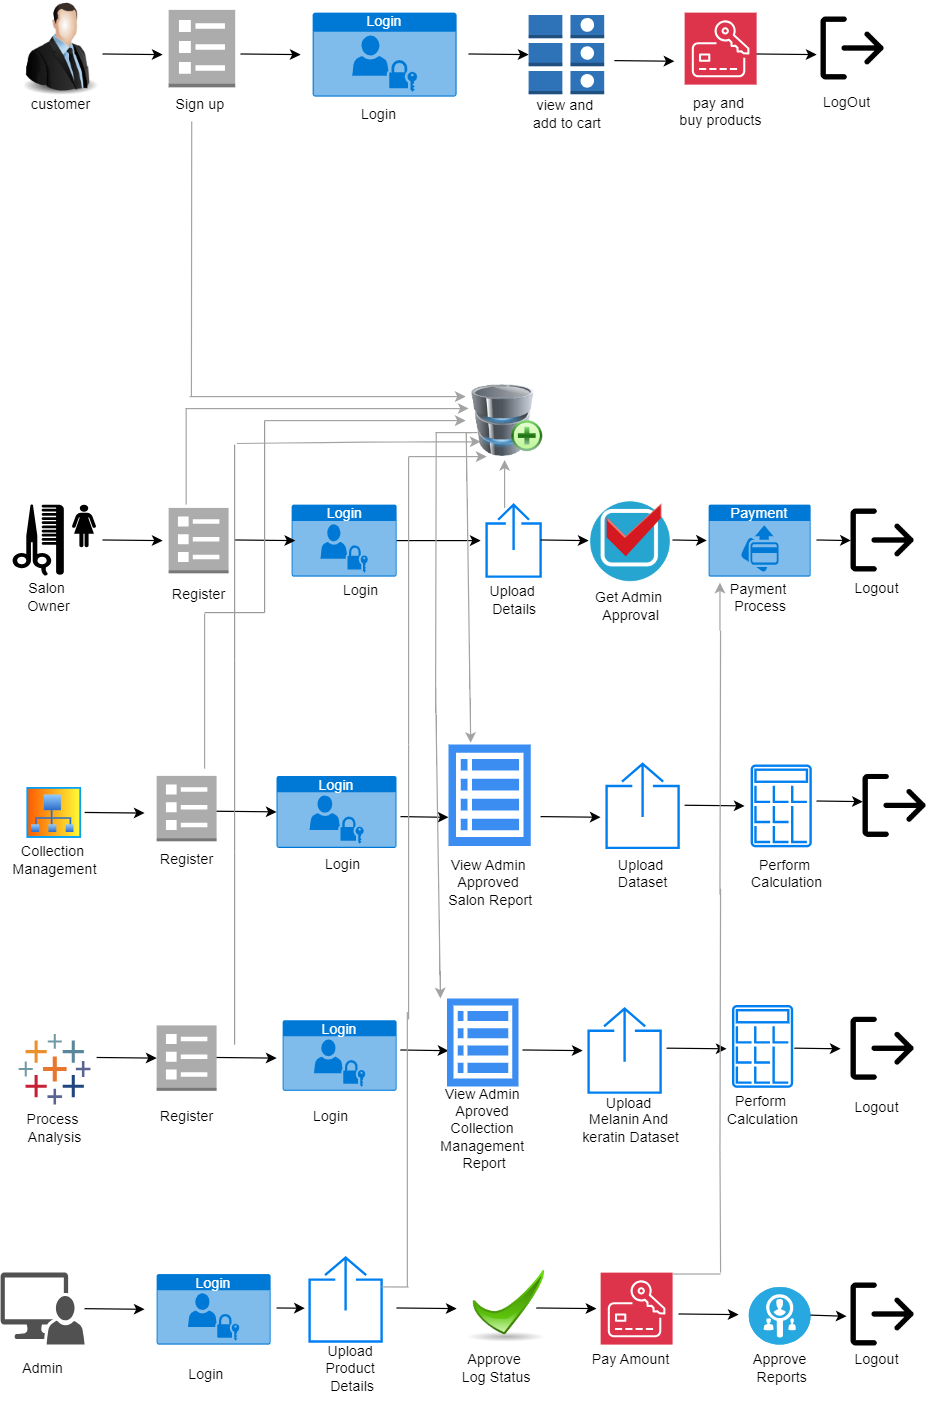 Login
customer
Sign up
Login
view and
add to cart
pay and
buy products
LogOut
Login
Payment
Salon
Owner
Register
Login
Upload
Details
Get Admin
Approval
Payment
Process
Logout
Login
Collection
Management
Register
Login
View Admin
Approved
Salon Report
Upload
Dataset
Perform
Calculation
Login
Process
Analysis
Register
Login
View Admin
Aproved
Collection
Management
Report
Upload
Melanin And
keratin Dataset
Perform
Calculation
Logout
Login
Admin
Login
Upload
Product
Details
Approve
Log Status
Pay Amount
Approve
Reports
Logout